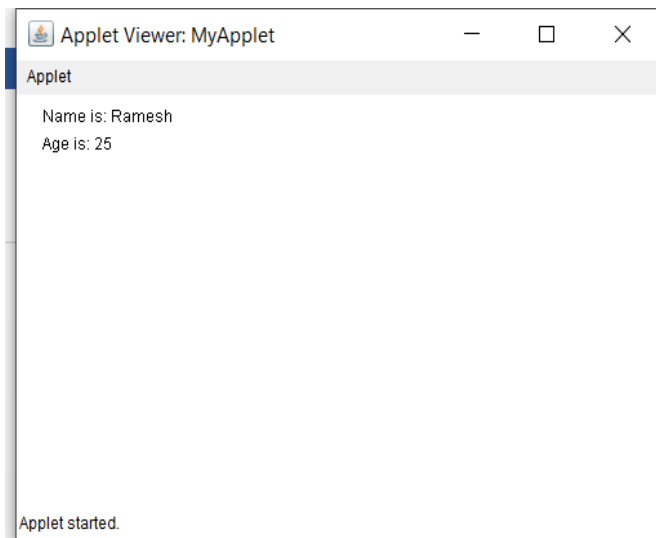 Applet Viewer: MyApplet
Applet
Name is: Ramesh
Age is: 25
Applet started.